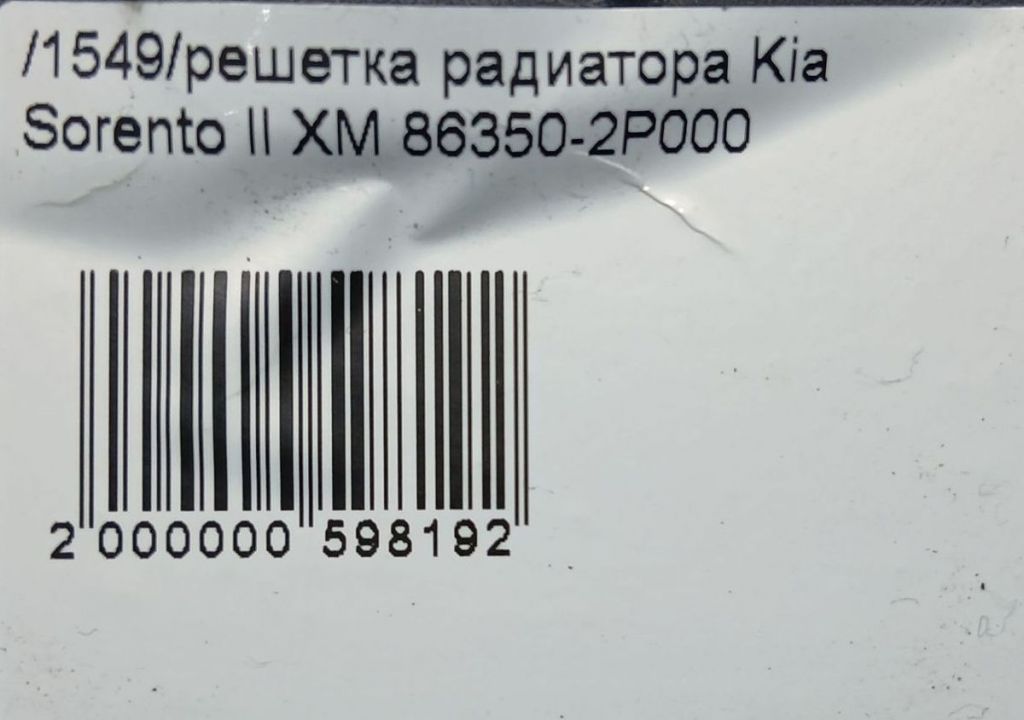 /1549/решетка радиатора Kia
Sorento II XM 86350-2P000
2 000000 598192